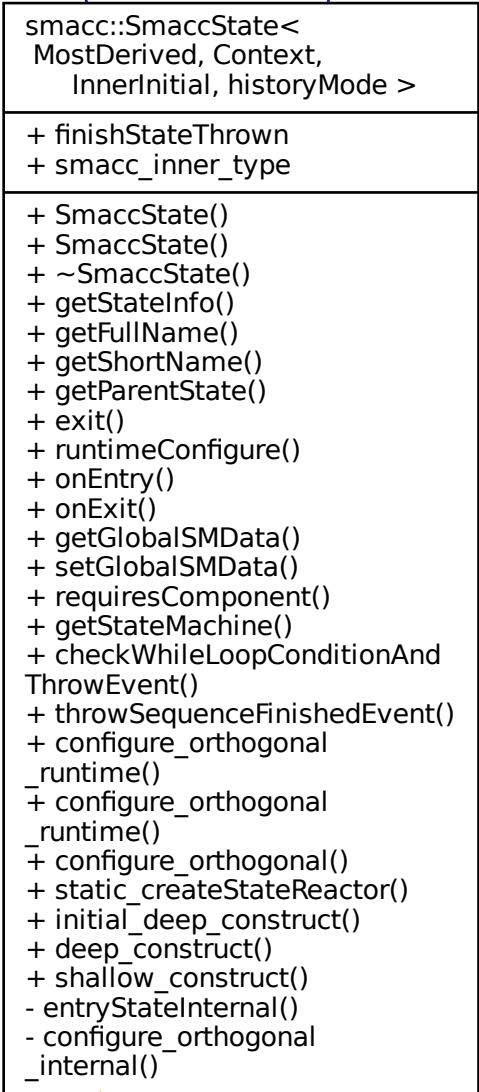 smacc::SmaccState<
MostDerived, Context,
InnerInitial, historyMode >
+ finishStateThrown
+ smacc_inner_type
+ SmaccState()
+ SmaccState()
+ ~SmaccState()
+ getStateInfo()
+ getFullName()
+ getShortName()
+ getParentState()
+ exit()
+ runtimeConfigure()
+ onEntry()
+ onExit()
+ getGlobalSMData()
+ setGlobalSMData()
+ requiresComponent()
+ getStateMachine()
+ checkWhileLoopConditionAnd
ThrowEvent()
+ throwSequenceFinishedEvent()
+ configure_orthogonal
_runtime()
+ configure_orthogonal
_runtime()
+ configure_orthogonal()
+ static_createStateReactor()
+ initial_deep_construct()
+ deep_construct()
+ shallow_construct()
- entryStateInternal()
- configure_orthogonal
_internal()